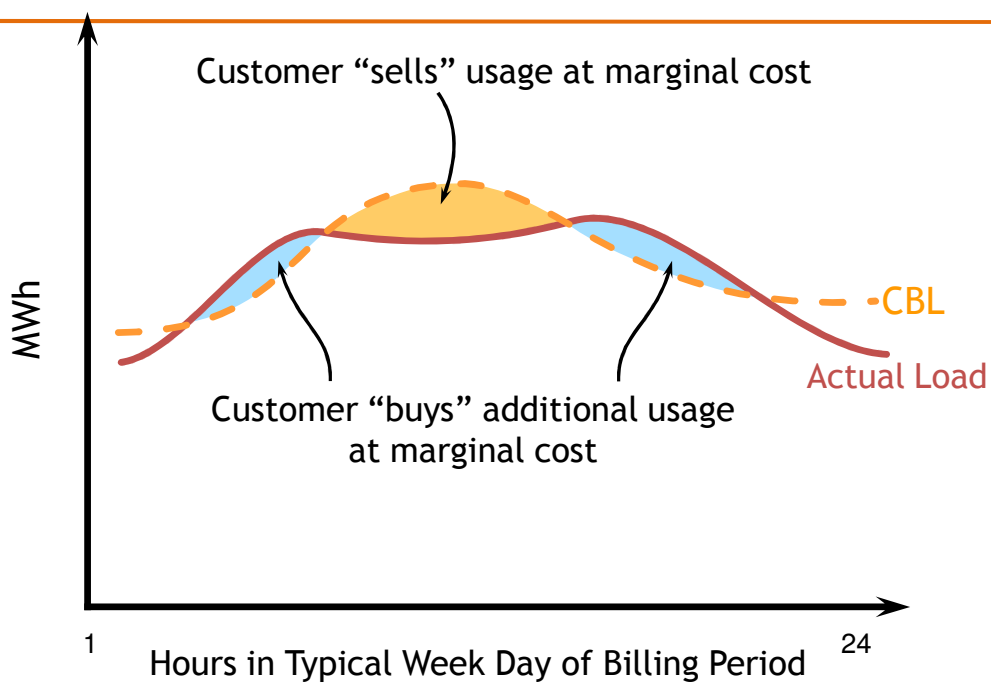 Customer “sells” usage at marginal cost
MWh
CBL
Actual Load
Customer “buys” additional usage
at marginal cost
1
24
Hours in Typical Week Day of Billing Period